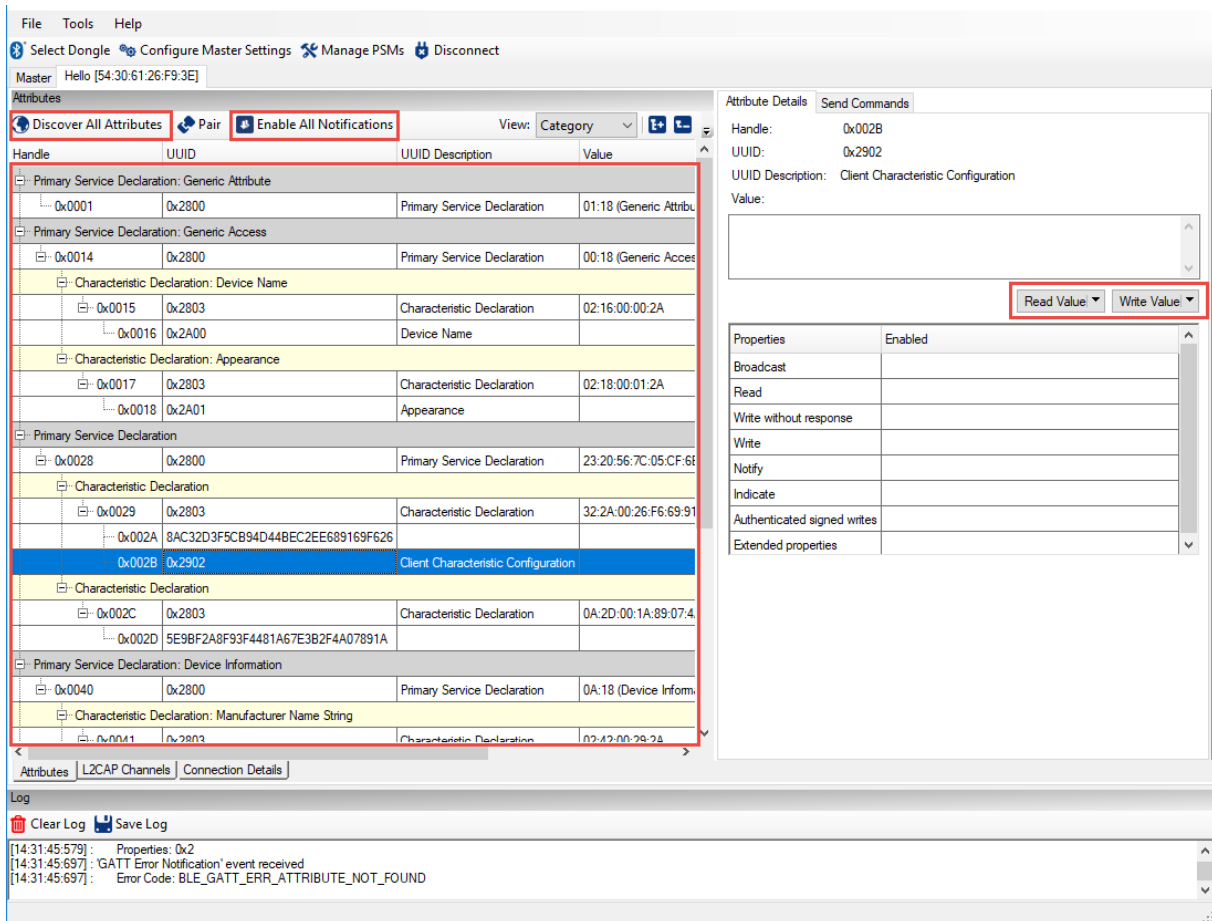 File Tools Help
Select Dongle Configure Master Settings Manage PSMs Disconnect
Master Hello [54:30:61:26:F9:3E]
Attributes
Discover All Attributes Pair Enable All Notifications View: Category
Handle UUID UUID Description Value
Primary Service Declaration: Generic Attribute
0x0001 0x2800 Primary Service Declaration 01:18 (Generic Attribu
Primary Service Declaration: Generic Access
0x0014 0x2800 Primary Service Declaration 00:18 (Generic Acces
Characteristic Declaration: Device Name
0x0015 0x2803 Characteristic Declaration 02:16:00:00:2A
0x0016 0x2A00 Device Name
Characteristic Declaration: Appearance
0x0017 0x2803 Characteristic Declaration 02:18:00:01:2A
0x0018 0x2A01 Appearance
Primary Service Declaration
0x0028 0x2800 Primary Service Declaration 23:20:56:7C:05:CF:6E
Characteristic Declaration
0x0029 0x2803 Characteristic Declaration 32:2A:00:26:F6:69:91
0x002A 8AC32D3F5CB94D44BEC2EE689169F626
0x002B 0x2902 Client Characteristic Configuration
Characteristic Declaration
0x002C 0x2803 Characteristic Declaration 0A:2D:00:1A:89:07:4
0x002D 5E9BF2A8F93F4481A67E3B2F4A07891A
Primary Service Declaration: Device Information
0x0040 0x2800 Primary Service Declaration 0A:18 (Device Inform
Characteristic Declaration: Manufacturer Name String
0x0041 0x2803 Characteristic Declaration 02:42:00:29:2A
Attributes L2CAP Channels Connection Details
Attribute Details Send Commands
Handle: 0x002B
UUID: 0x2902
UUID Description: Client Characteristic Configuration
Value:
Read Value Write Value
Properties Enabled
Broadcast
Read
Write without response
Write
Notify
Indicate
Authenticated signed writes
Extended properties
Log
Clear Log Save Log
[14:31:45:579] : Properties: 0x2
[14:31:45:697] : 'GATT Error Notification' event received
[14:31:45:697] : Error Code: BLE_GATT_ERR_ATTRIBUTE_NOT_FOUND